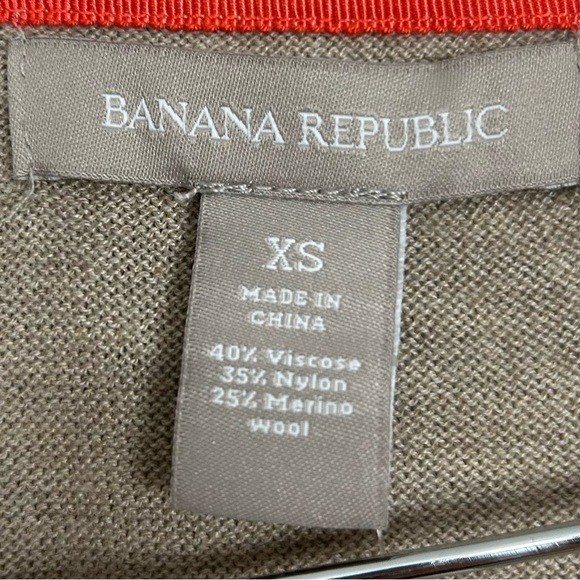 BANANA REPUBLIC
XS
MADE IN
CHINA
40% Viscose
35% Nylon
25% Merino
Wool